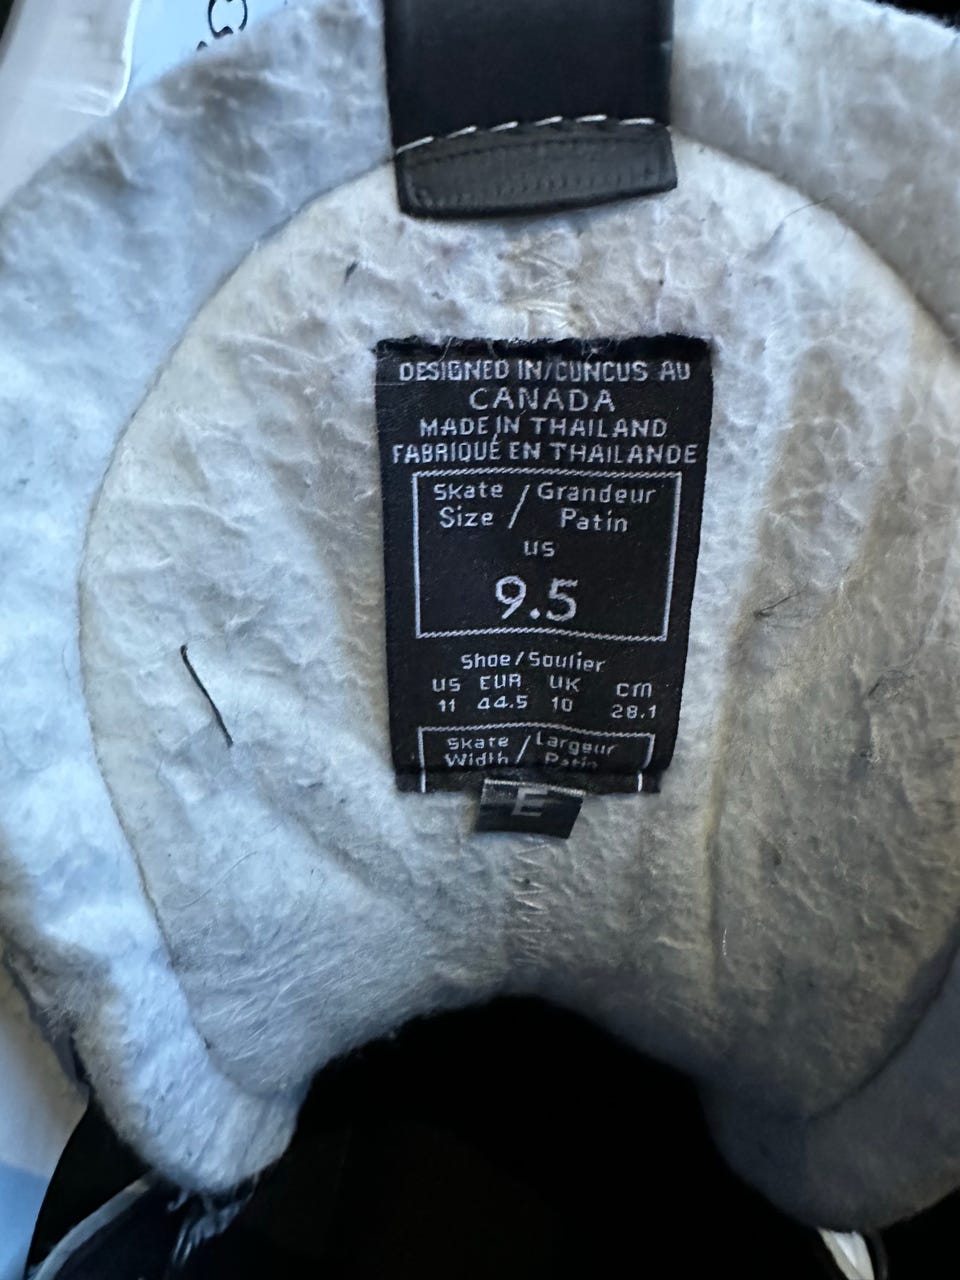 DESIGNED IN/CONCUS AU
CANADA
MADE IN THAILAND
FABRIQUÉ EN THAILANDE
Skate / Grandeur
Size / Patin
US
9.5
Shoe/Soulier
US EUR UK cm
11 44.5 10 28.1
Skate / Largeur
Width / Patin
E